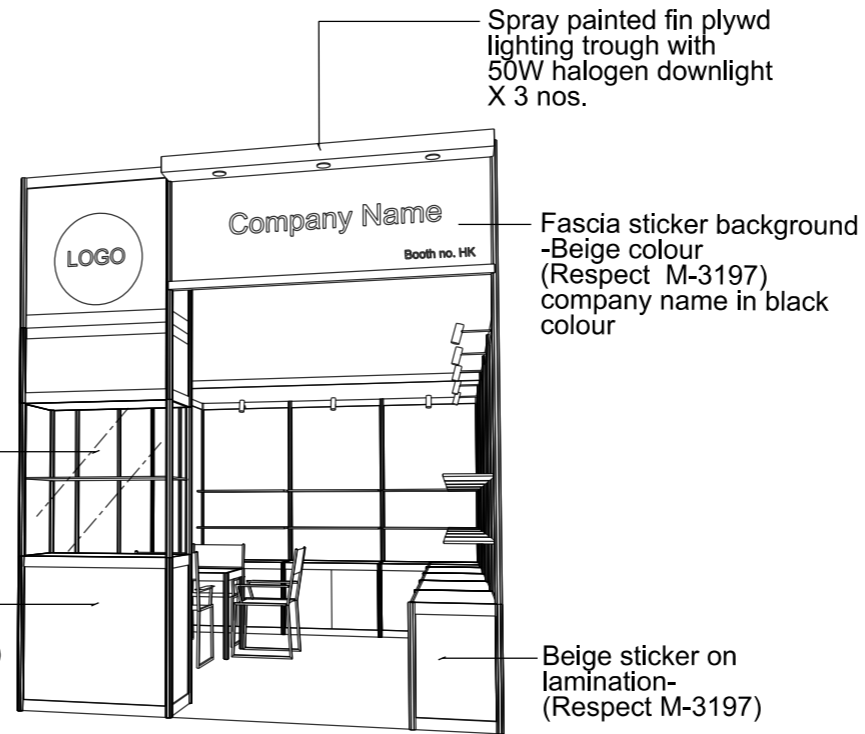 Spray painted fin plywd
lighting trough with
50W halogen downlight
X 3 nos.
Company Name
LOGO
Booth no. HK
Fascia sticker background
-Beige colour
(Respect M-3197)
company name in black
colour
Beige sticker on
lamination-
(Respect M-3197)
)